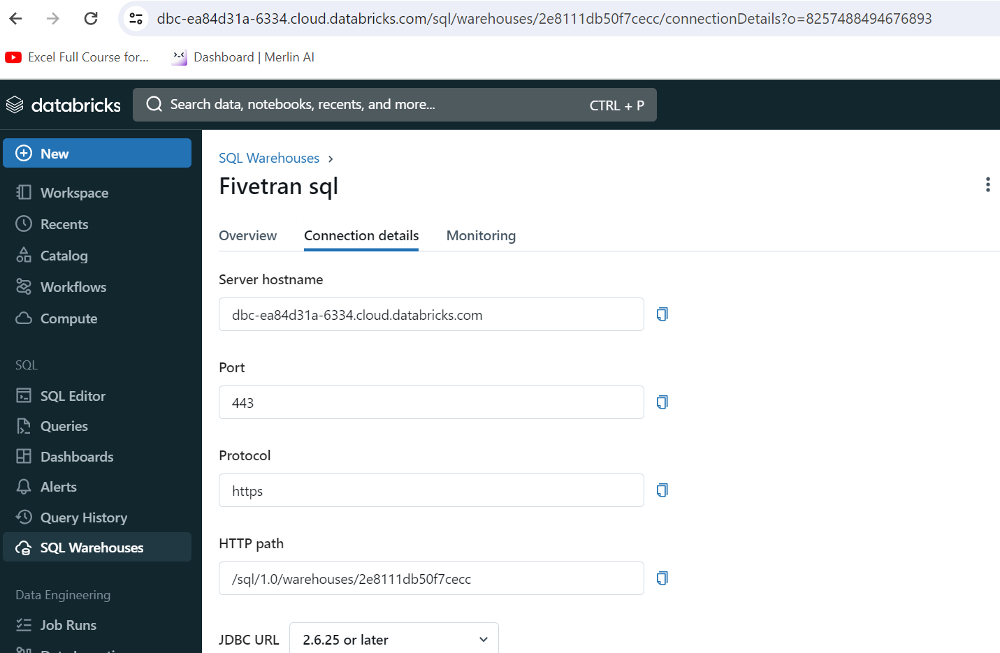 dbc-ea84d31a-6334.cloud.databricks.com/sql/warehouses/2e8111db50f7cecc/connectionDetails?o=8257488494676893
Excel Full Course for... Dashboard | Merlin AI
databricks Search data, notebooks, recents, and more... CTRL + P
New
Workspace
Recents
Catalog
Workflows
Compute
SQL
SQL Editor
Queries
Dashboards
Alerts
Query History
SQL Warehouses
Data Engineering
Job Runs
SQL Warehouses
Fivetran sql
Overview Connection details Monitoring
Server hostname
dbc-ea84d31a-6334.cloud.databricks.com
Port
443
Protocol
https
HTTP path
/sql/1.0/warehouses/2e8111db50f7cecc
JDBC URL 2.6.25 or later